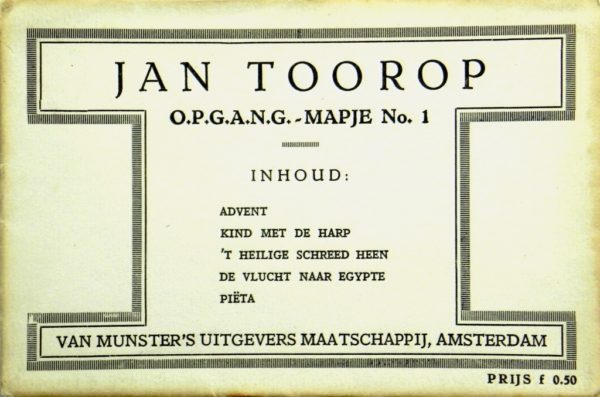 JAN TOOROP
O.P.G.A.N.G.-MAPJE No. 1
INHOUD:
ADVENT
KIND MET DE HARP
'T HEILIGE SCHREED HEEN
DE VLUCHT NAAR EGYPTE
PIËTA
VAN MUNSTER'S UITGEVERS MAATSCHAPPIJ, AMSTERDAM
PRIJS f 0.50